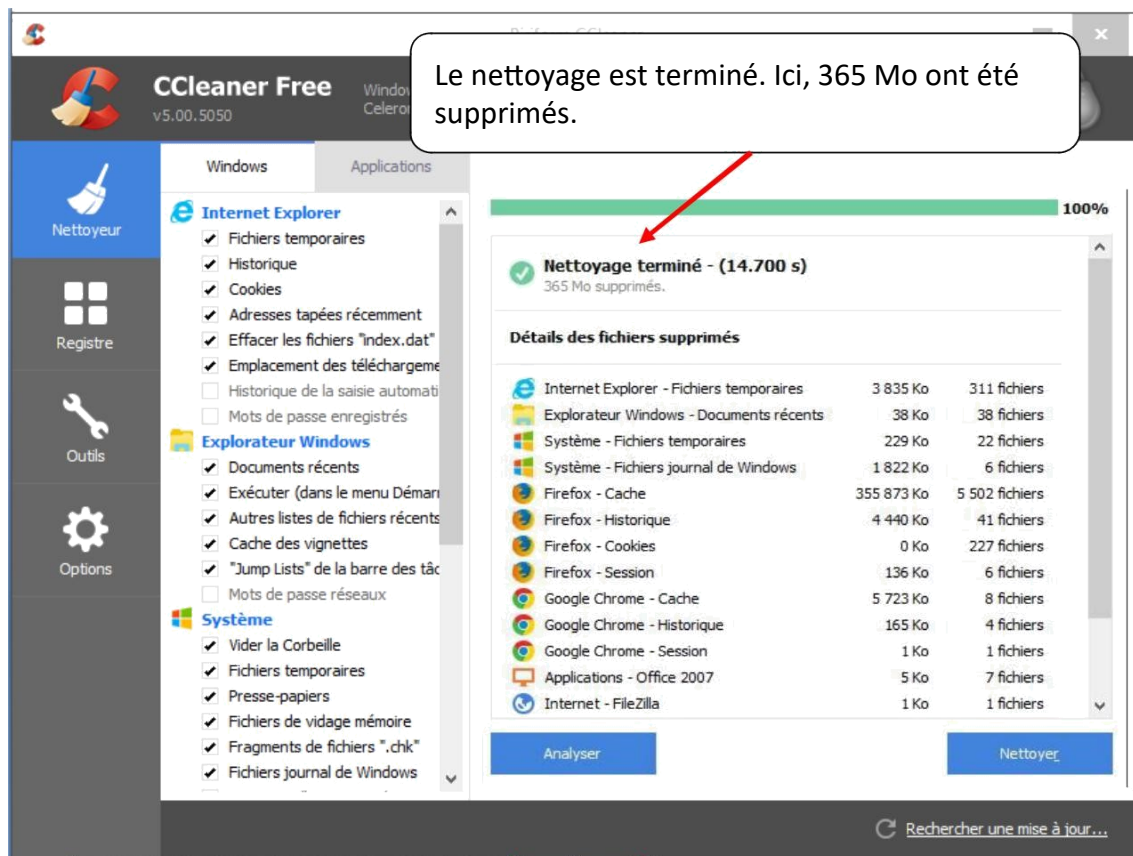 Le nettoyage est terminé. Ici, 365 Mo ont été
supprimés.
CCleaner Free
v5.00.5050
Windows
Applications
Nettoyeur
Registre
Outils
Options
Internet Explorer
Fichiers temporaires
Historique
Cookies
Adresses tapées récemment
Effacer les fichiers "index.dat"
Emplacement des téléchargeme
Historique de la saisie automati
Mots de passe enregistrés
Explorateur Windows
Documents récents
Exécuter (dans le menu Démarr
Autres listes de fichiers récents
Cache des vignettes
"Jump Lists" de la barre des tâc
Mots de passe réseaux
Système
Vider la Corbeille
Fichiers temporaires
Presse-papiers
Fichiers de vidage mémoire
Fragments de fichiers ".chk"
Fichiers journal de Windows
100%
Nettoyage terminé - (14.700 s)
365 Mo supprimés.
Détails des fichiers supprimés
Internet Explorer - Fichiers temporaires 3 835 Ko 311 fichiers
Explorateur Windows - Documents récents 38 Ko 38 fichiers
Système - Fichiers temporaires 229 Ko 22 fichiers
Système - Fichiers journal de Windows 1 822 Ko 6 fichiers
Firefox - Cache 355 873 Ko 5 502 fichiers
Firefox - Historique 4 440 Ko 41 fichiers
Firefox - Cookies 0 Ko 227 fichiers
Firefox - Session 136 Ko 6 fichiers
Google Chrome - Cache 5 723 Ko 8 fichiers
Google Chrome - Historique 165 Ko 4 fichiers
Google Chrome - Session 1 Ko 1 fichiers
Applications - Office 2007 5 Ko 7 fichiers
Internet - FileZilla 1 Ko 1 fichiers
Analyser
Nettoyer
Rechercher une mise à jour...